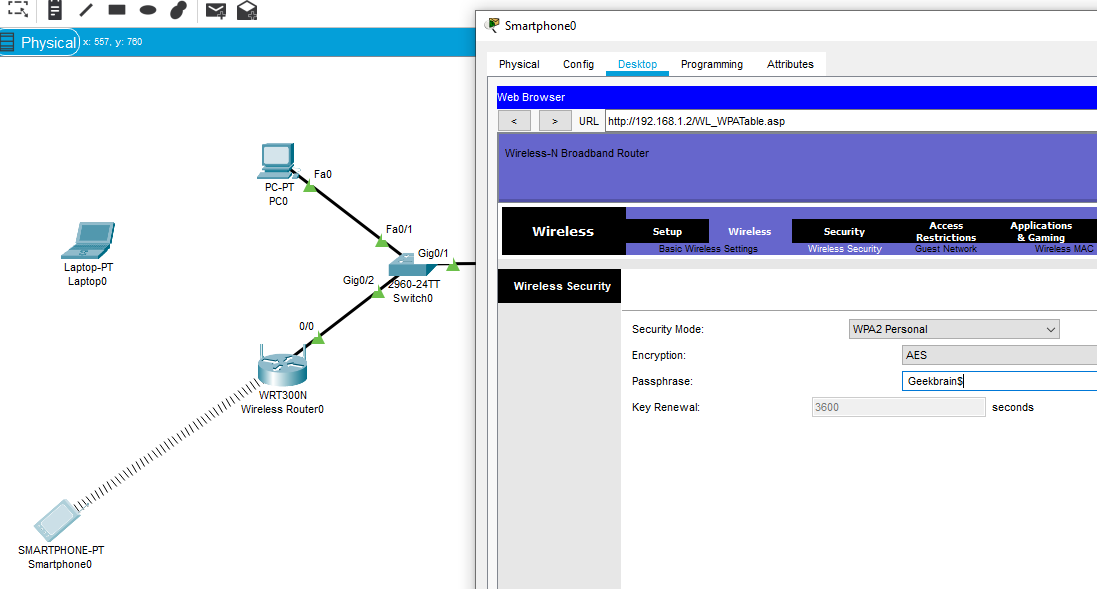 Physical x: 557, y: 760
PC-PT
PC0
Fa0
Fa0/1
Gig0/1
Gig0/2
2960-24TT
Switch0
Laptop-PT
Laptop0
0/0
WRT300N
Wireless Router0
SMARTPHONE-PT
Smartphone0
Smartphone0
Physical Config Desktop Programming Attributes
Web Browser
< > URL http://192.168.1.2/WL_WPATable.asp
Wireless-N Broadband Router
Wireless Setup Wireless Security Access Restrictions Applications & Gaming
Basic Wireless Settings Wireless Security Guest Network Wireless MAC
Wireless Security
Security Mode: WPA2 Personal
Encryption: AES
Passphrase: Geekbrain$
Key Renewal: 3600 seconds